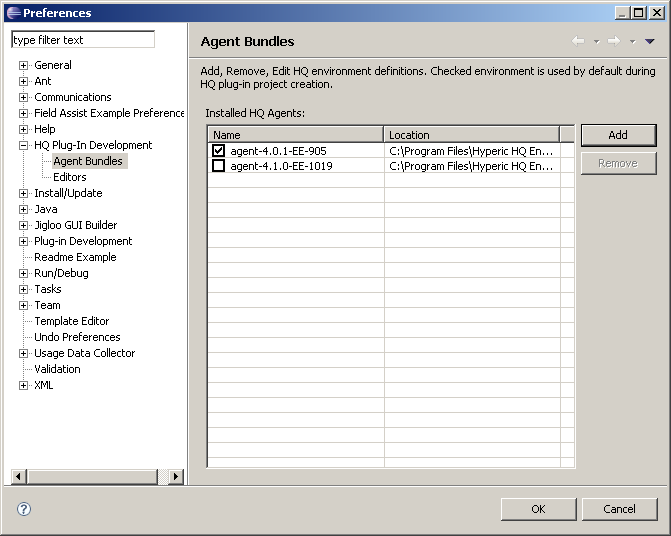 Preferences
type filter text
General
Ant
Communications
Field Assist Example Preference
Help
HQ Plug-In Development
Agent Bundles
Editors
Install/Update
Java
Jigloo GUI Builder
Plug-in Development
Readme Example
Run/Debug
Tasks
Team
Template Editor
Undo Preferences
Usage Data Collector
Validation
XML
Agent Bundles
Add, Remove, Edit HQ environment definitions. Checked environment is used by default during
HQ plug-in project creation.
Installed HQ Agents:
Name Location
agent-4.0.1-EE-905 C:\Program Files\Hyperic HQ En...
agent-4.1.0-EE-1019 C:\Program Files\Hyperic HQ En...
Add
Remove
?
OK Cancel